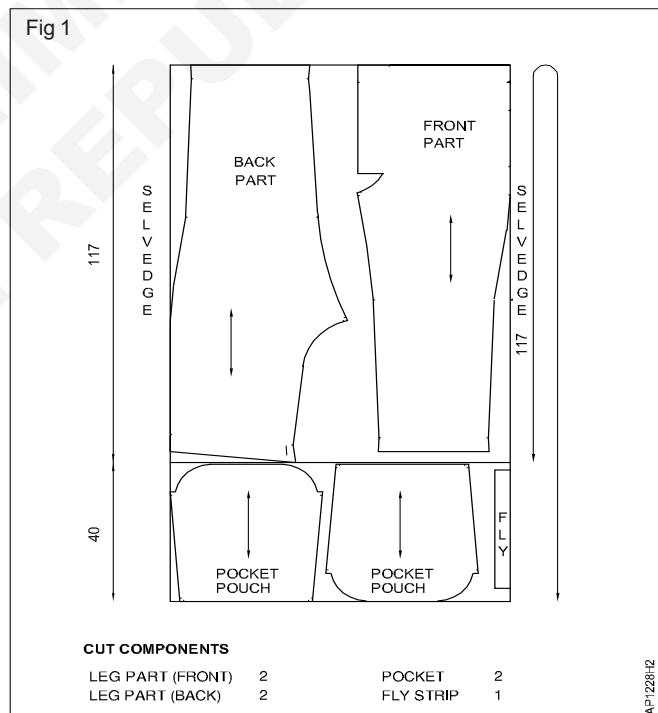 Fig 1
BACK
PART
FRONT
PART
SELVEDGE
SELVEDGE
117
117
40
POCKET
POUCH
POCKET
POUCH
FLY
CUT COMPONENTS
LEG PART (FRONT) 2
POCKET 2
LEG PART (BACK) 2
FLY STRIP 1
AP1228H2